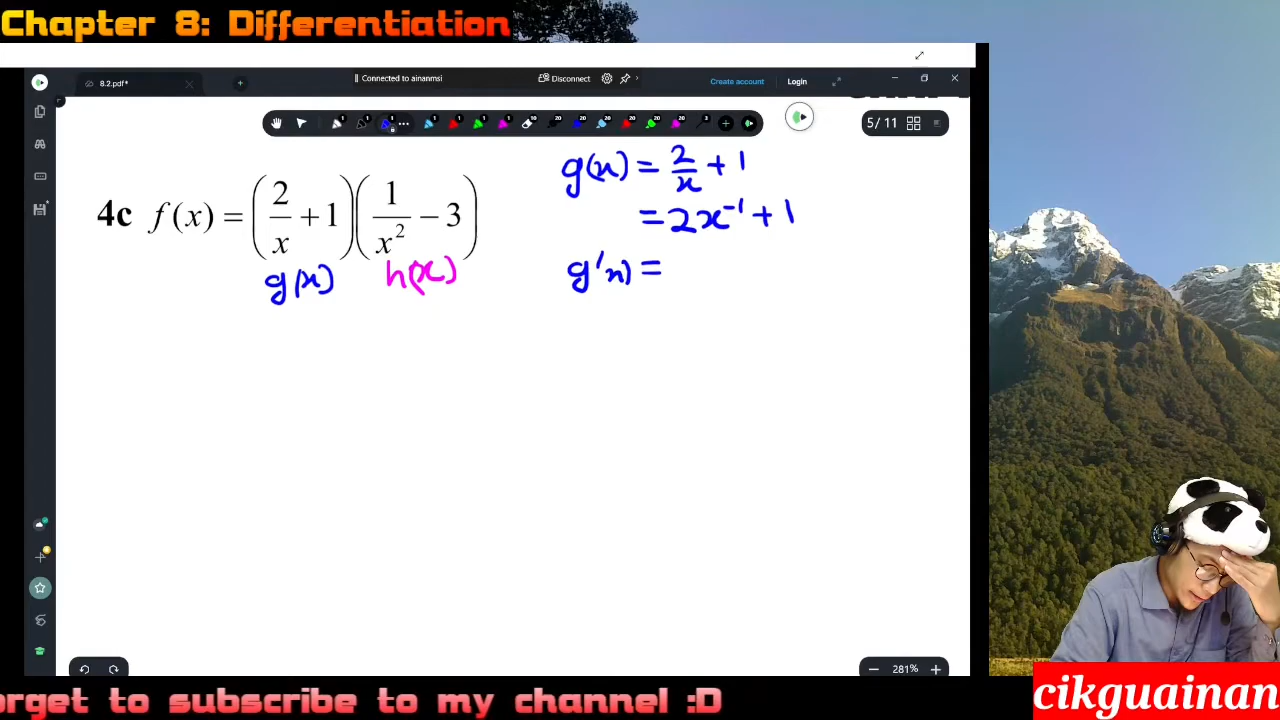 Chapter 8: Differentiation
8.2.pdf*
Connected to ainanmsi
Disconnect
Create account
Login
5/ 11
281%
4c f(x) = (2/x + 1)(1/x² − 3)
g(x)
h(x)
g(x) = 2/x + 1
= 2x⁻¹ + 1
g'x) =
orget to subscribe to my channel :D
cikguainan